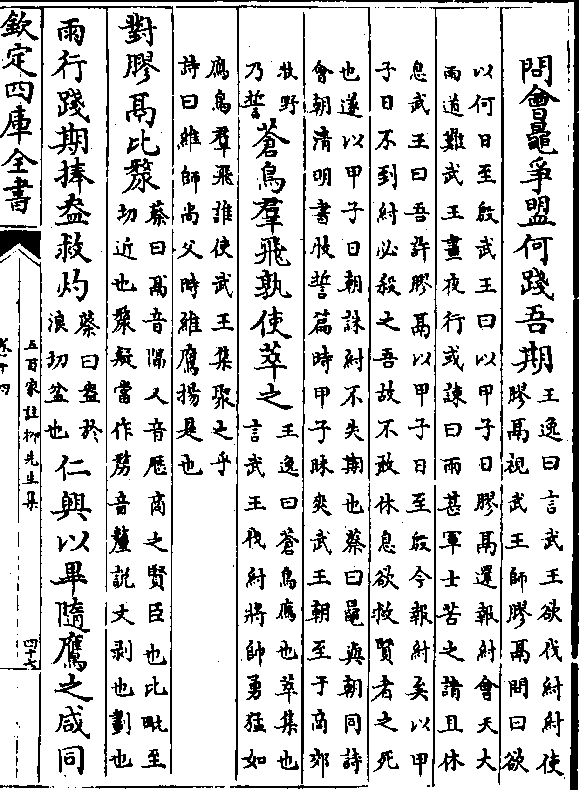 問會鼂爭盟何踐吾期
王逸曰言武王欲伐紂紂使
膠鬲視武王師膠鬲問曰欲
以何日至殷武王曰以甲子日膠鬲還報紂會天大
雨道難武王晝夜行或諫曰雨甚軍士苦之請且休
息武王曰吾許膠鬲以甲子日至殷今報紂矣以甲
子日不到紂必殺之吾故不敢休息欲救賢者之死
也遂以甲子日朝誅紂不失期也蔡曰鼂與朝同詩
會朝清明書牧誓篇時甲子昧爽武王朝至于商郊
牧野
乃誓
蒼鳥羣飛孰使萃之
王逸曰蒼鳥鷹也萃集也
言武王伐紂將帥勇猛如
鷹鳥羣飛誰使武王集聚之乎
詩曰維師尚父時維鷹揚是也
對膠鬲比漦
蔡曰鬲音隔又音歷商之賢臣也比毗至
切近也漦疑當作剺音釐說文剥也劃也
雨行踐期捧盎救灼
蔡曰盎於
浪切盆也
仁興以畢隨鷹之咸同
欽定四庫全書
五百家註柳先生集
四十七